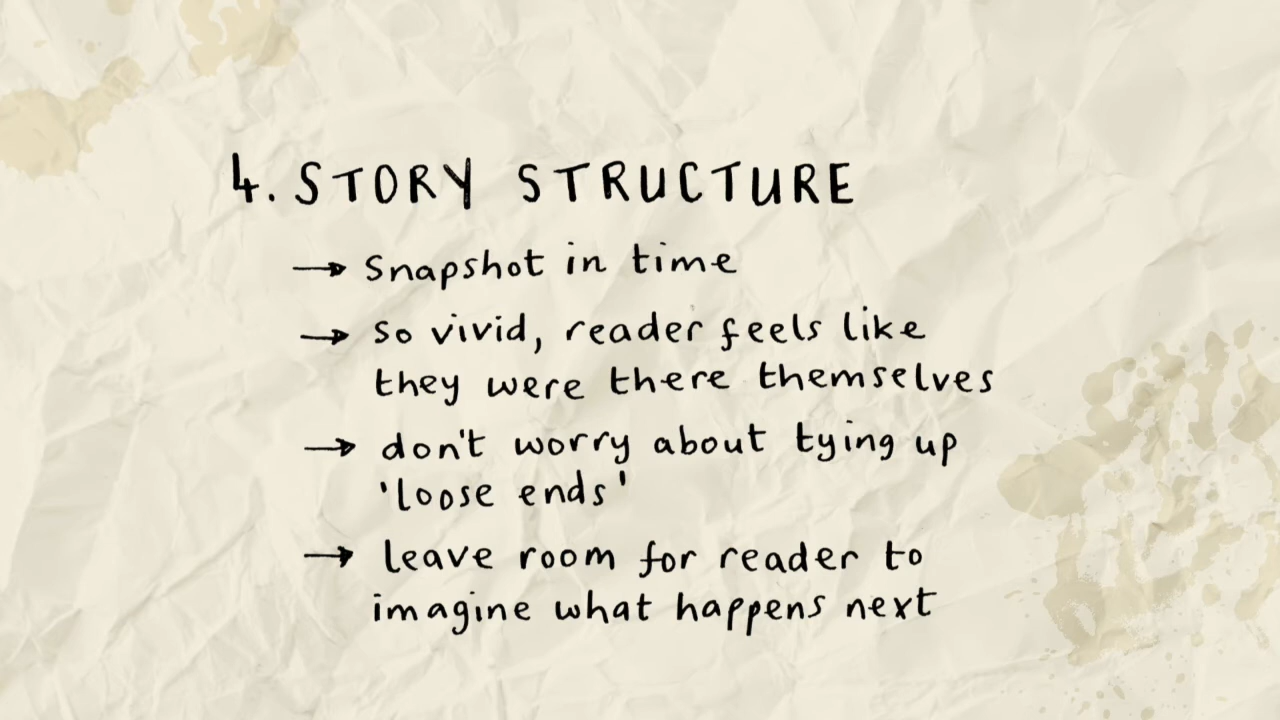 4. STORY STRUCTURE
→ Snapshot in time
→ so vivid, reader feels like
they were there themselves
→ don't worry about tying up
'loose ends'
→ leave room for reader to
imagine what happens next